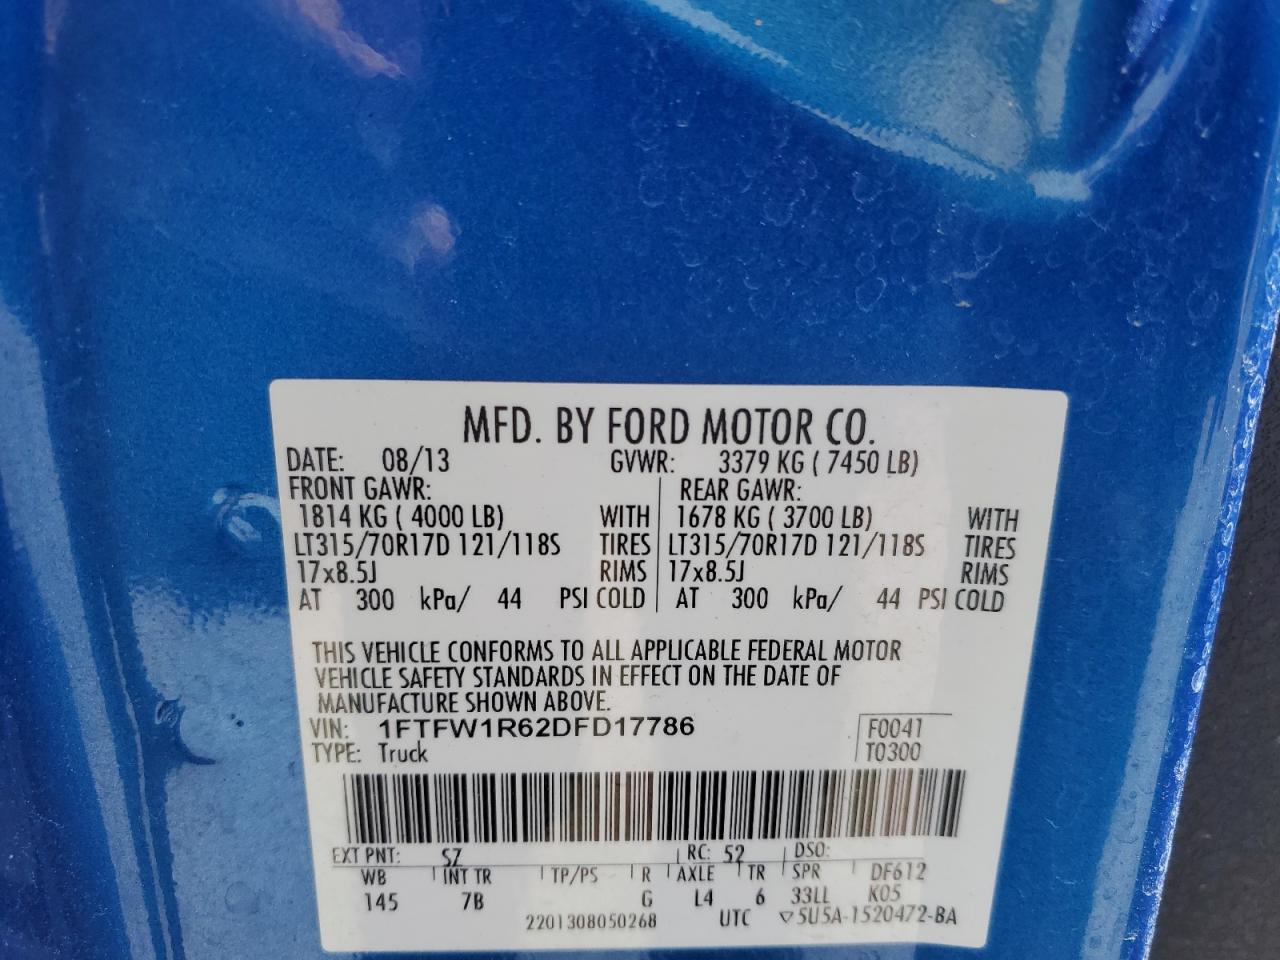 MFD. BY FORD MOTOR CO.
DATE: 08/13 GVWR: 3379 KG ( 7450 LB)
FRONT GAWR: REAR GAWR:
1814 KG ( 4000 LB) WITH 1678 KG ( 3700 LB) WITH
LT315/70R17D 121/118S TIRES LT315/70R17D 121/118S TIRES
17x8.5J RIMS 17x8.5J RIMS
AT 300 kPa/ 44 PSI COLD AT 300 kPa/ 44 PSI COLD
THIS VEHICLE CONFORMS TO ALL APPLICABLE FEDERAL MOTOR
VEHICLE SAFETY STANDARDS IN EFFECT ON THE DATE OF
MANUFACTURE SHOWN ABOVE.
VIN: 1FTFW1R62DFD17786 F0041
TYPE: Truck T0300
EXT PNT: SZ RC: 52 DSO:
WB INT TR TP/PS R AXLE TR SPR DF612
145 7B G L4 6 33LL K05
2201308050268 UTC ▽5U5A-1520472-BA